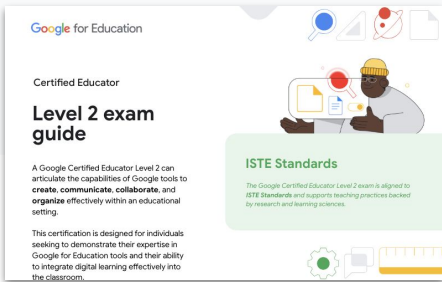 Google for Education
Certified Educator
Level 2 exam
guide
A Google Certified Educator Level 2 can
articulate the capabilities of Google tools to
create, communicate, collaborate, and
organize effectively within an educational
setting.
This certification is designed for individuals
seeking to demonstrate their expertise in
Google for Education tools and their ability
to integrate digital learning effectively into
the classroom.
ISTE Standards
The Google Certified Educator Level 2 exam is aligned to
ISTE Standards and supports teaching practices backed
by research and learning sciences.